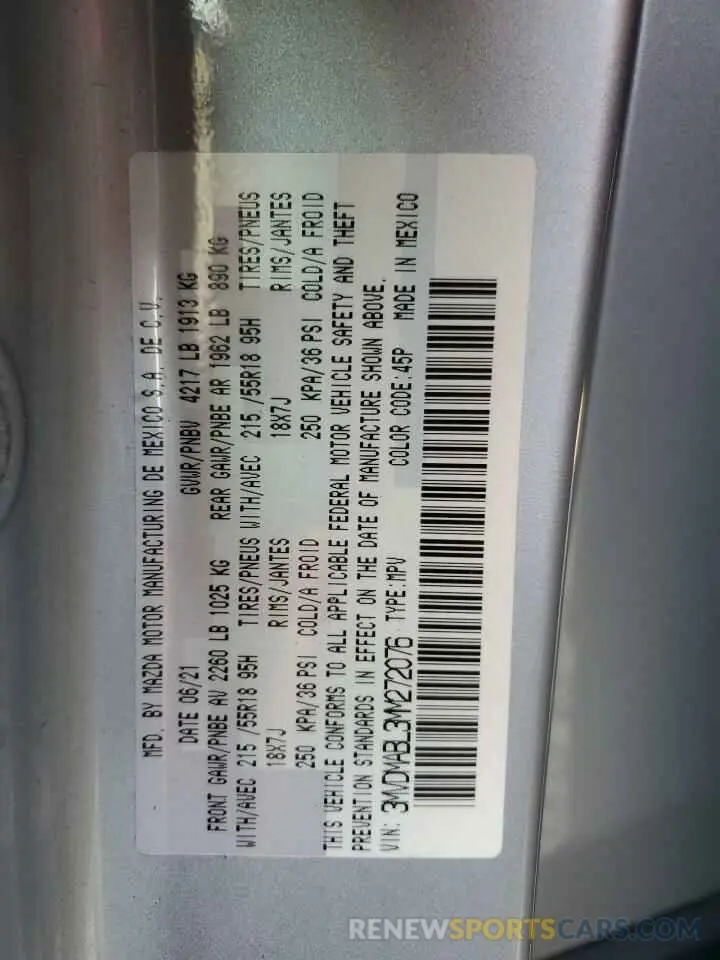 MFD. BY MAZDA MOTOR MANUFACTURING DE MEXICO S.A. DE C.V.
DATE 06/21 GVWR/PNBV 4217 LB 1913 KG
FRONT GAWR/PNBE AV 2260 LB 1025 KG REAR GAWR/PNBE AR 1962 LB 890 KG
WITH/AVEC 215 /55R18 95H TIRES/PNEUS WITH/AVEC 215 /55R18 95H TIRES/PNEUS
18X7J RIMS/JANTES 18X7J RIMS/JANTES
250 KPA/36 PSI COLD/A FROID 250 KPA/36 PSI COLD/A FROID
THIS VEHICLE CONFORMS TO ALL APPLICABLE FEDERAL MOTOR VEHICLE SAFETY AND THEFT
PREVENTION STANDARDS IN EFFECT ON THE DATE OF MANUFACTURE SHOWN ABOVE.
VIN: 3MVDMABL3MM272076 TYPE:MPV COLOR CODE:45P MADE IN MEXICO
RENEWSPORTSCARS.COM